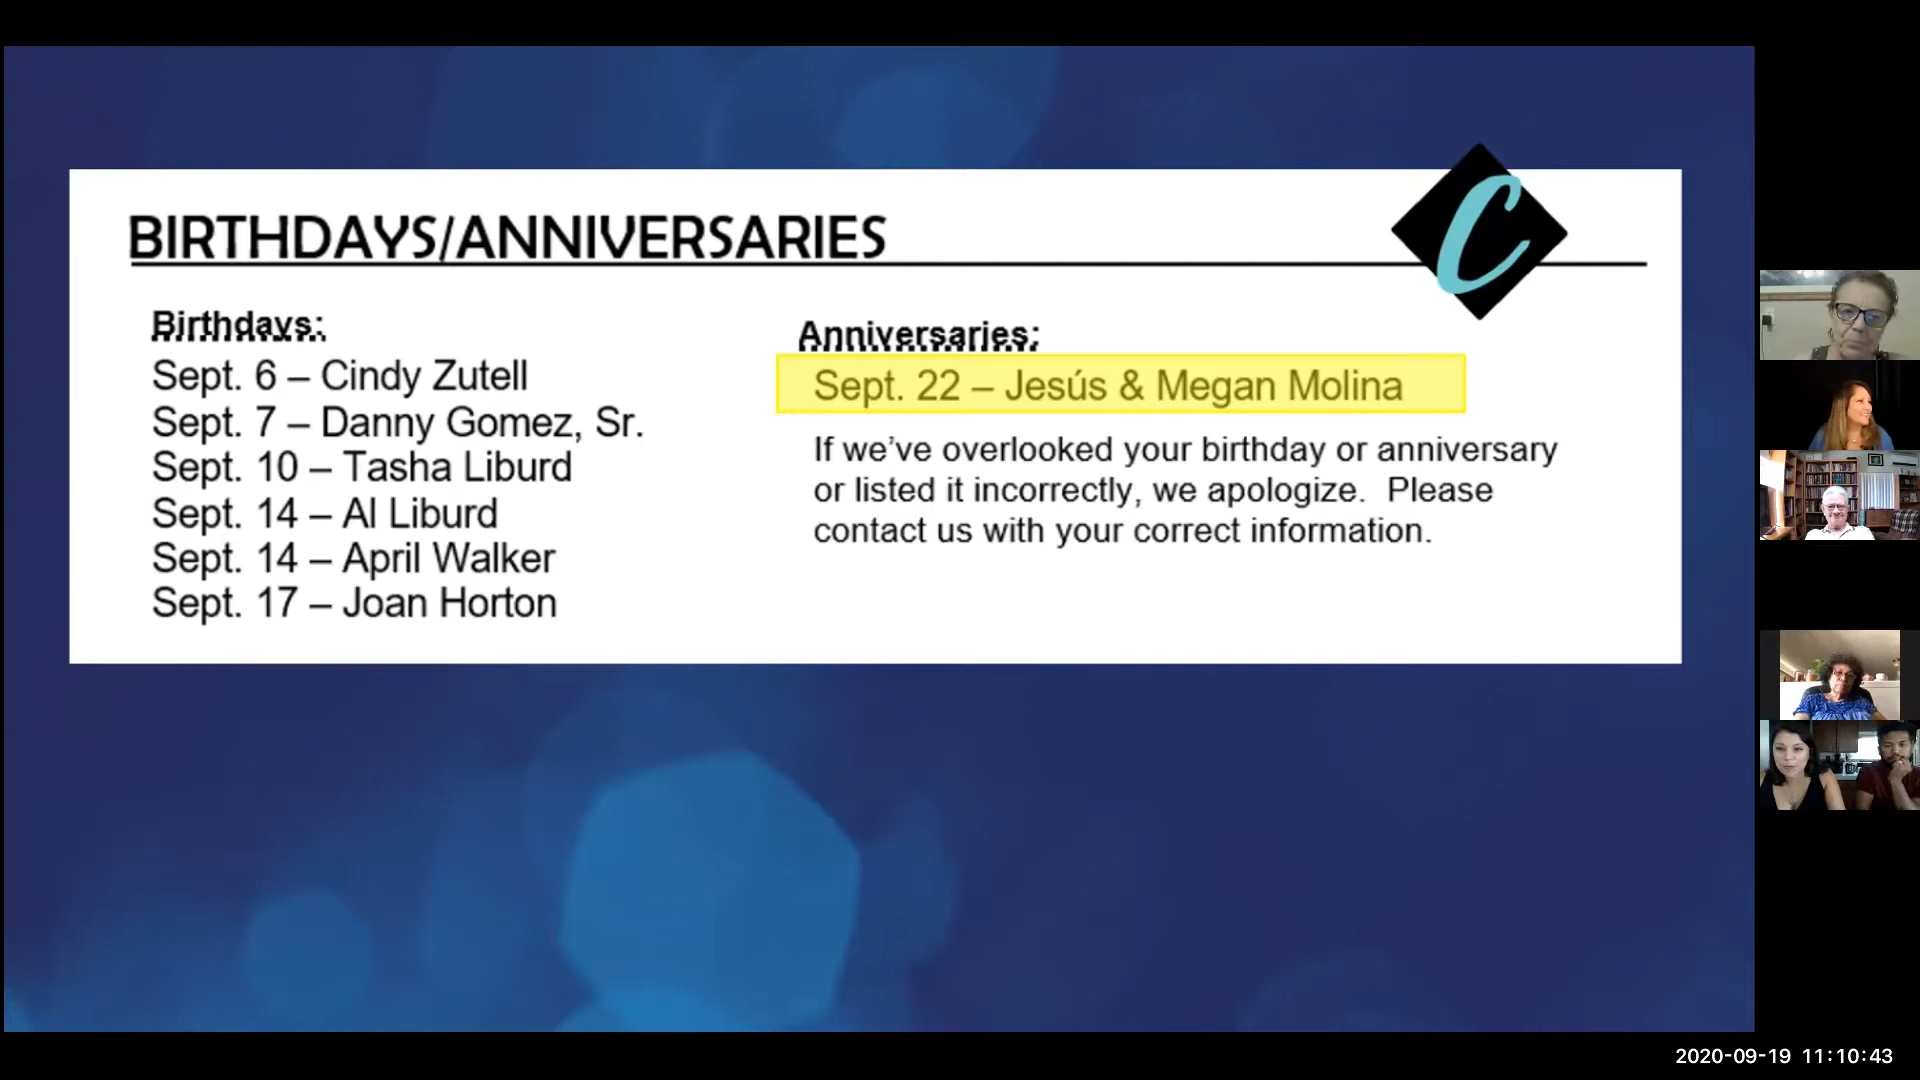 BIRTHDAYS/ANNIVERSARIES
C
Birthdays:
Sept. 6 – Cindy Zutell
Sept. 7 – Danny Gomez, Sr.
Sept. 10 – Tasha Liburd
Sept. 14 – Al Liburd
Sept. 14 – April Walker
Sept. 17 – Joan Horton
Anniversaries:
Sept. 22 – Jesús & Megan Molina
If we’ve overlooked your birthday or anniversary
or listed it incorrectly, we apologize.  Please
contact us with your correct information.
2020-09-19 11:10:43